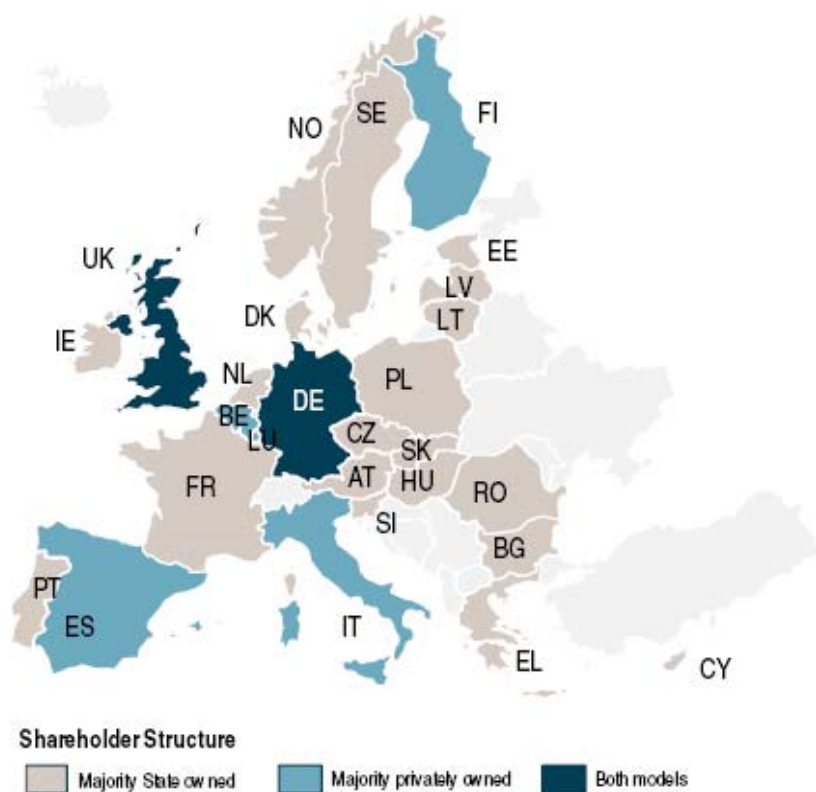 SE
NO
FI
UK
EE
LV
DK
LT
IE
NL
PL
DE
BE
CZ
LU
SK
AT
HU
FR
RO
SI
BG
PT
ES
IT
EL
CY
Shareholder Structure
Majority State owned
Majority privately owned
Both models